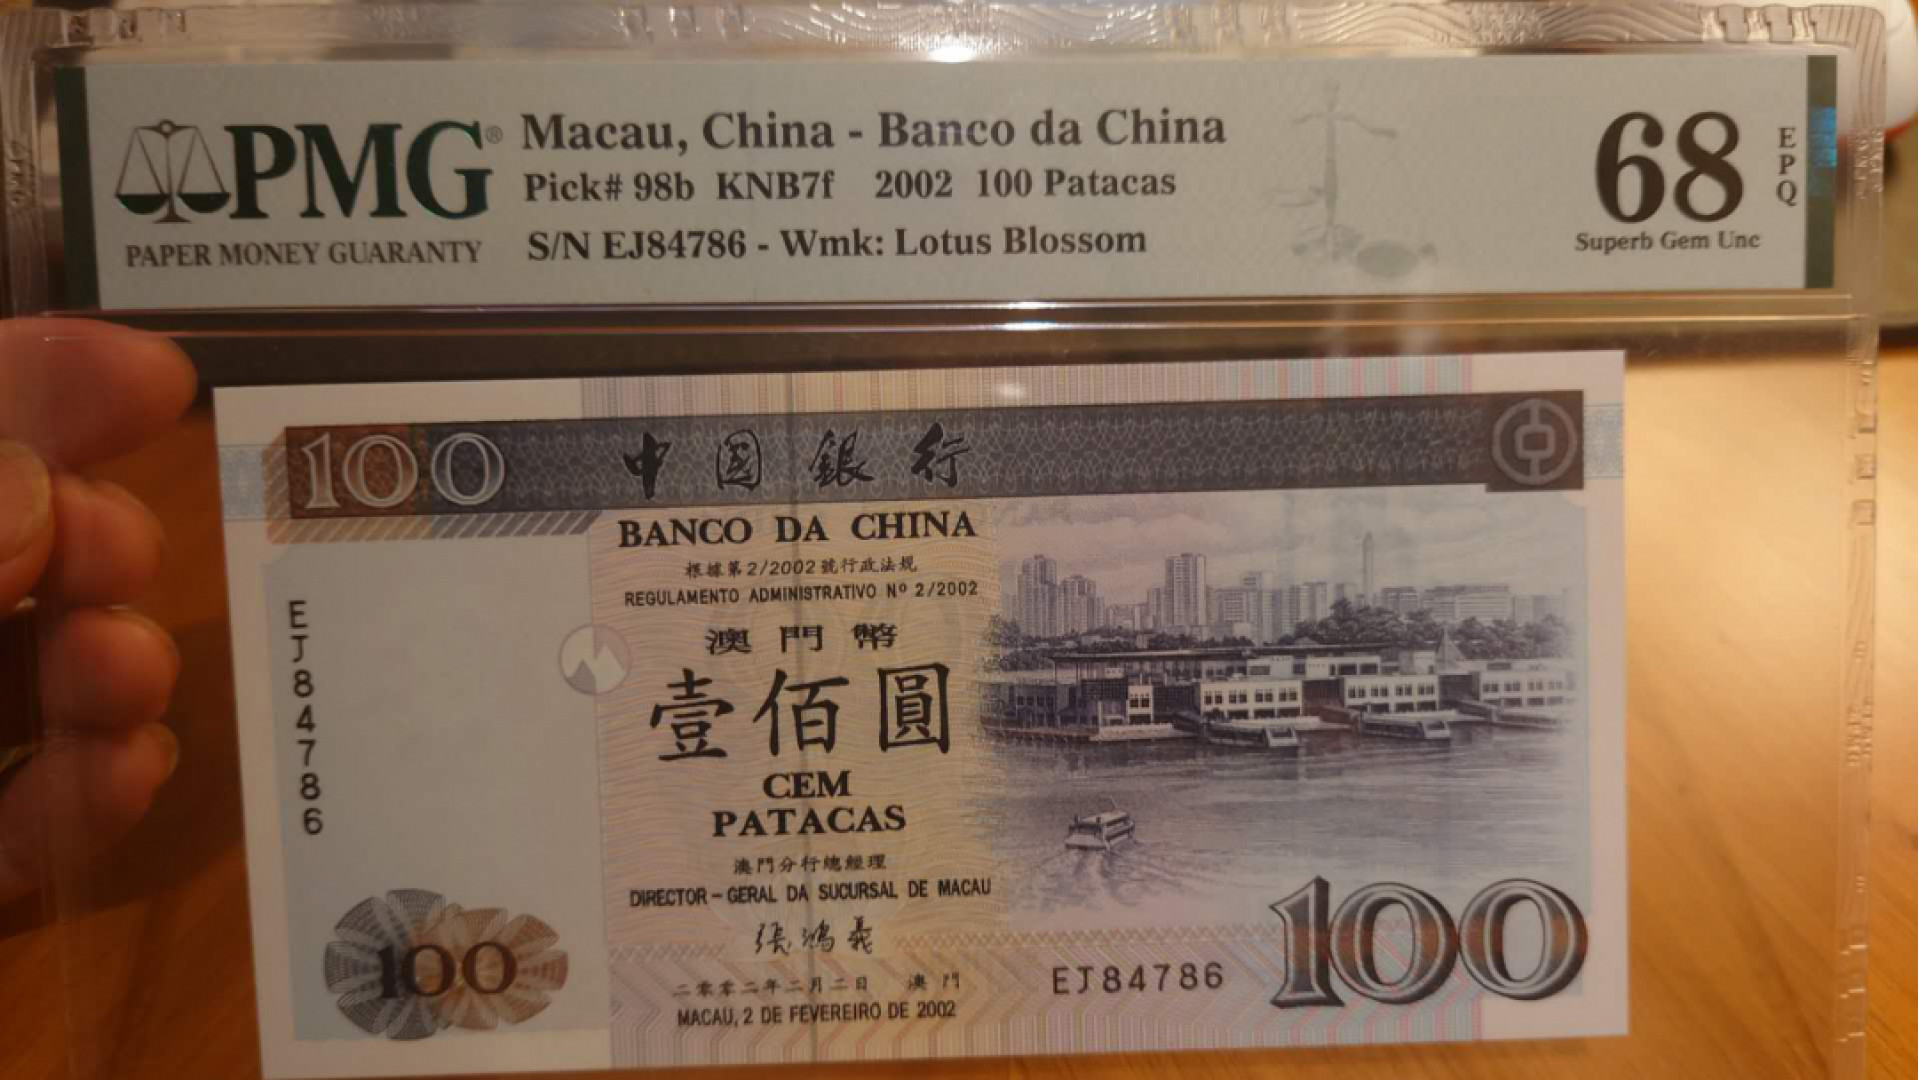 PMG®
PAPER MONEY GUARANTY
Macau, China - Banco da China
Pick# 98b KNB7f 2002 100 Patacas
S/N EJ84786 - Wmk: Lotus Blossom
68
EPQ
Superb Gem Unc
100
中國銀行
BANCO DA CHINA
根據第2/2002號行政法規
REGULAMENTO ADMINISTRATIVO Nº 2/2002
澳門幣
壹佰圓
CEM
PATACAS
澳門分行總經理
DIRECTOR-GERAL DA SUCURSAL DE MACAU
張鴻義
二零零二年二月二日 澳門
MACAU, 2 DE FEVEREIRO DE 2002
EJ84786
100
EJ84786
100